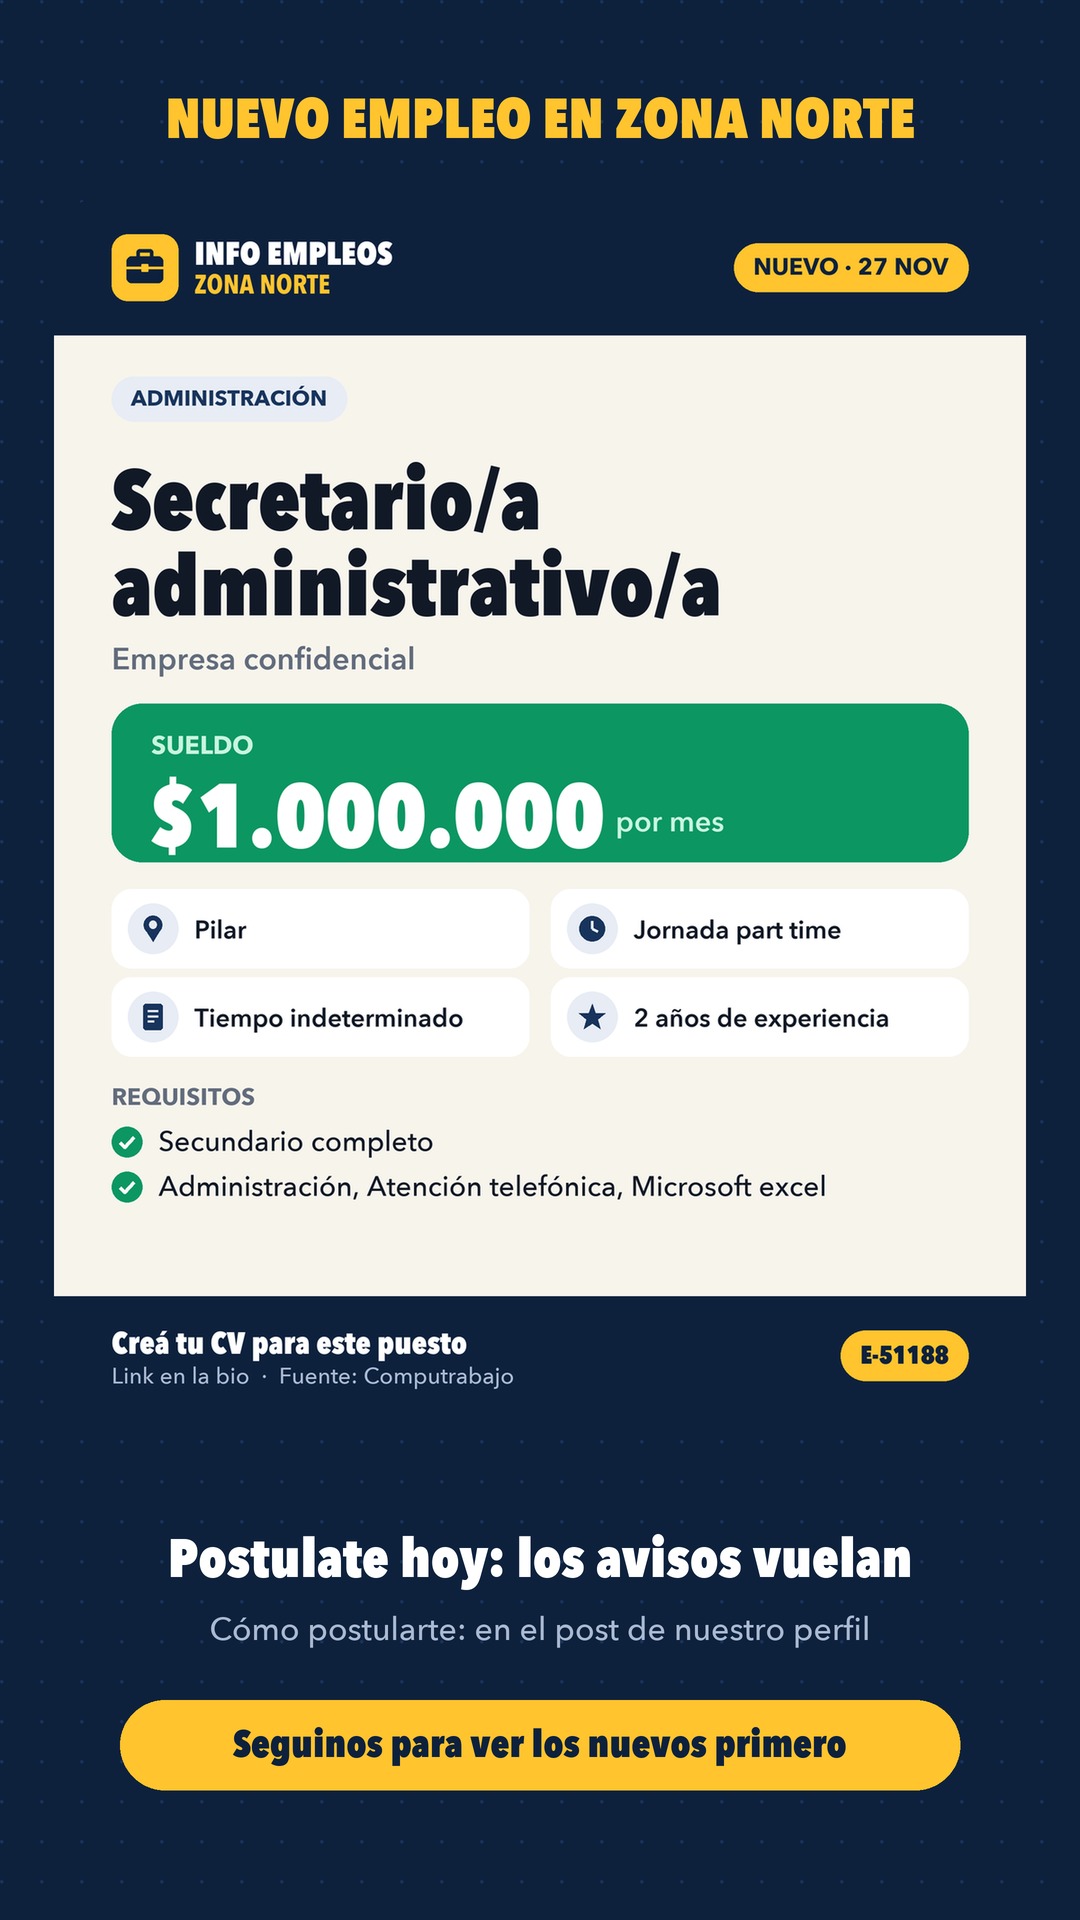 NUEVO EMPLEO EN ZONA NORTE
INFO EMPLEOS
ZONA NORTE
NUEVO · 27 NOV
ADMINISTRACIÓN
Secretario/a
administrativo/a
Empresa confidencial
SUELDO
$1.000.000 por mes
Pilar
Jornada part time
Tiempo indeterminado
2 años de experiencia
REQUISITOS
Secundario completo
Administración, Atención telefónica, Microsoft excel
Creá tu CV para este puesto
Link en la bio · Fuente: Computrabajo
E-51188
Postulate hoy: los avisos vuelan
Cómo postularte: en el post de nuestro perfil
Seguinos para ver los nuevos primero